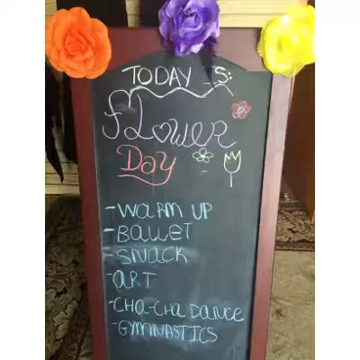 TODAY IS:
fLOWER
DAY
-WARM UP
-BALLET
-SNACK
-ART
-CHA-CHA DANCE
-GYMNASTICS